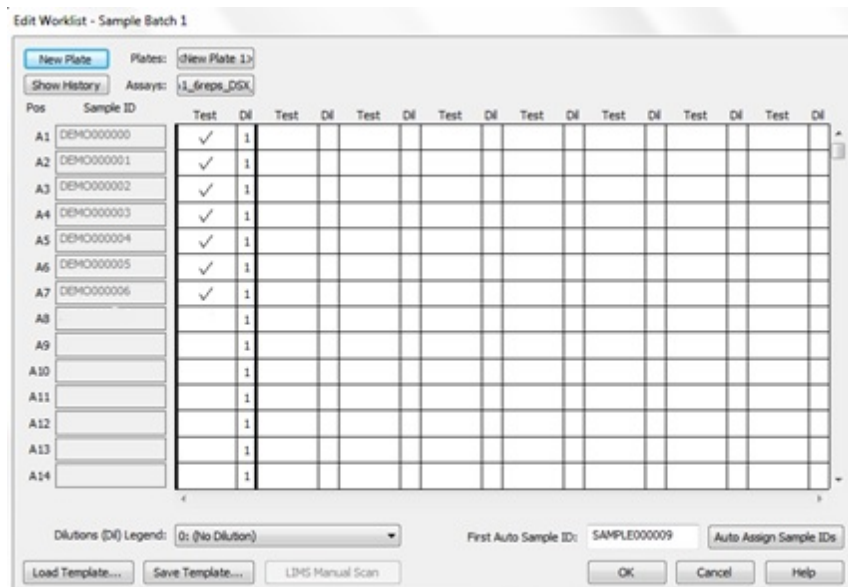 Edit Worklist - Sample Batch 1
New Plate Plates: <New Plate 1>
Show History Assays: 1_6reps_DSX
Pos Sample ID Test Dil Test Dil Test Dil Test Dil Test Dil Test Dil Test Dil Test Dil
A1 DEMO000000 ✓ 1
A2 DEMO000001 ✓ 1
A3 DEMO000002 ✓ 1
A4 DEMO000003 ✓ 1
A5 DEMO000004 ✓ 1
A6 DEMO000005 ✓ 1
A7 DEMO000006 ✓ 1
A8 1
A9 1
A10 1
A11 1
A12 1
A13 1
A14 1
Dilutions (Dil) Legend: 0: (No Dilution) First Auto Sample ID: SAMPLE000009 Auto Assign Sample IDs
Load Template... Save Template... LIMS Manual Scan OK Cancel Help